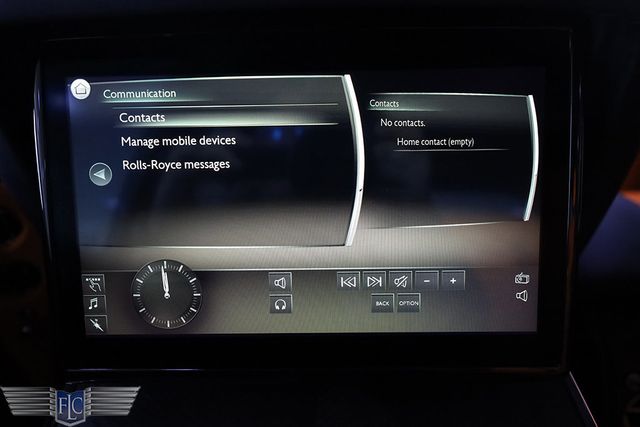 Communication
Contacts
Manage mobile devices
Rolls-Royce messages
Contacts
No contacts.
Home contact (empty)
BACK
OPTION
FLC